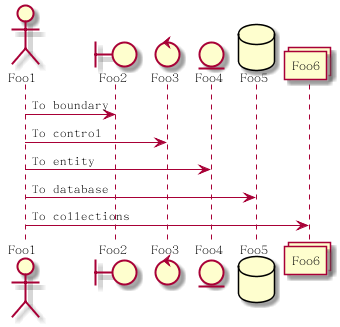 Foo1 Foo2 Foo3 Foo4 Foo5 Foo6
To boundary
To control
To entity
To database
To collections
Foo1 Foo2 Foo3 Foo4 Foo5 Foo6